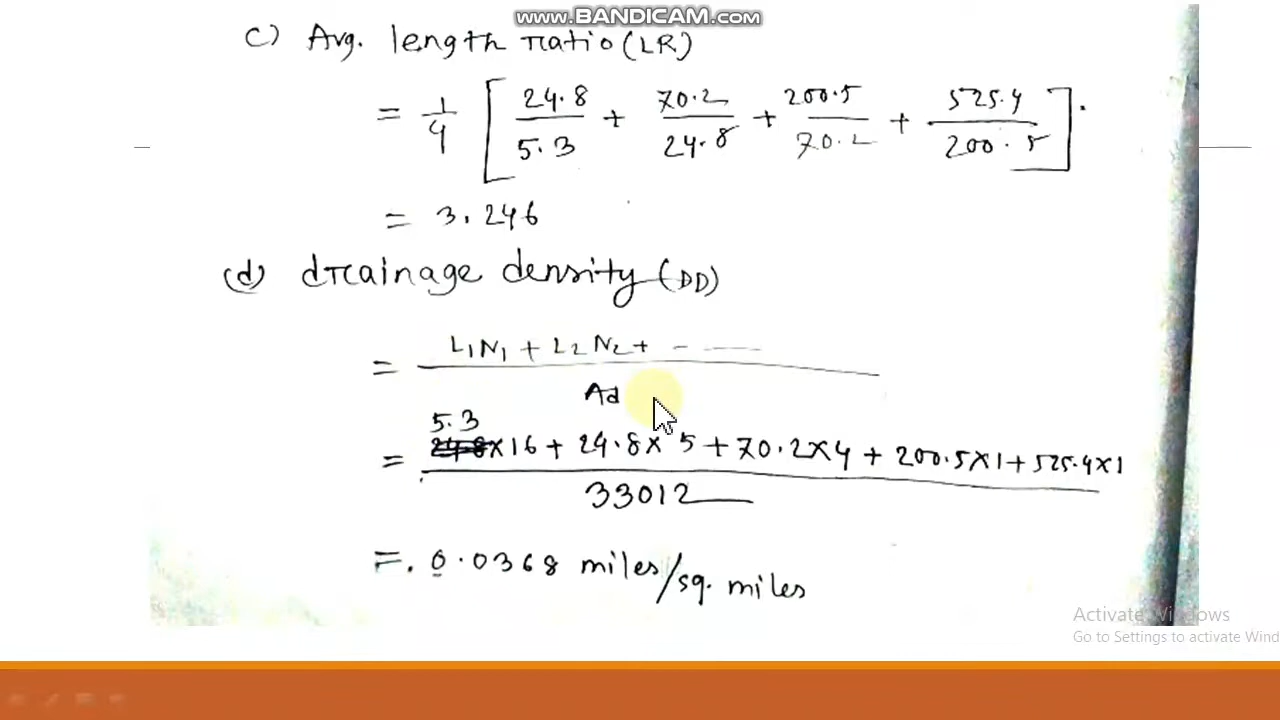 WWW.BANDICAM.COM
c) Avg. length ratio (LR)
= 1/4 [ 24.8/5.3 + 70.2/24.8 + 200.5/70.2 + 525.4/200.5 ].
= 3.246
(d) drainage density (DD)
= L1N1 + L2N2 + - —
Ad
5.3
= 24.8×16 + 24.8×5 + 70.2×4 + 200.5×1 + 525.4×1
33012
=. 0.0368 miles/sq. miles
Activate Windows
Go to Settings to activate Wind